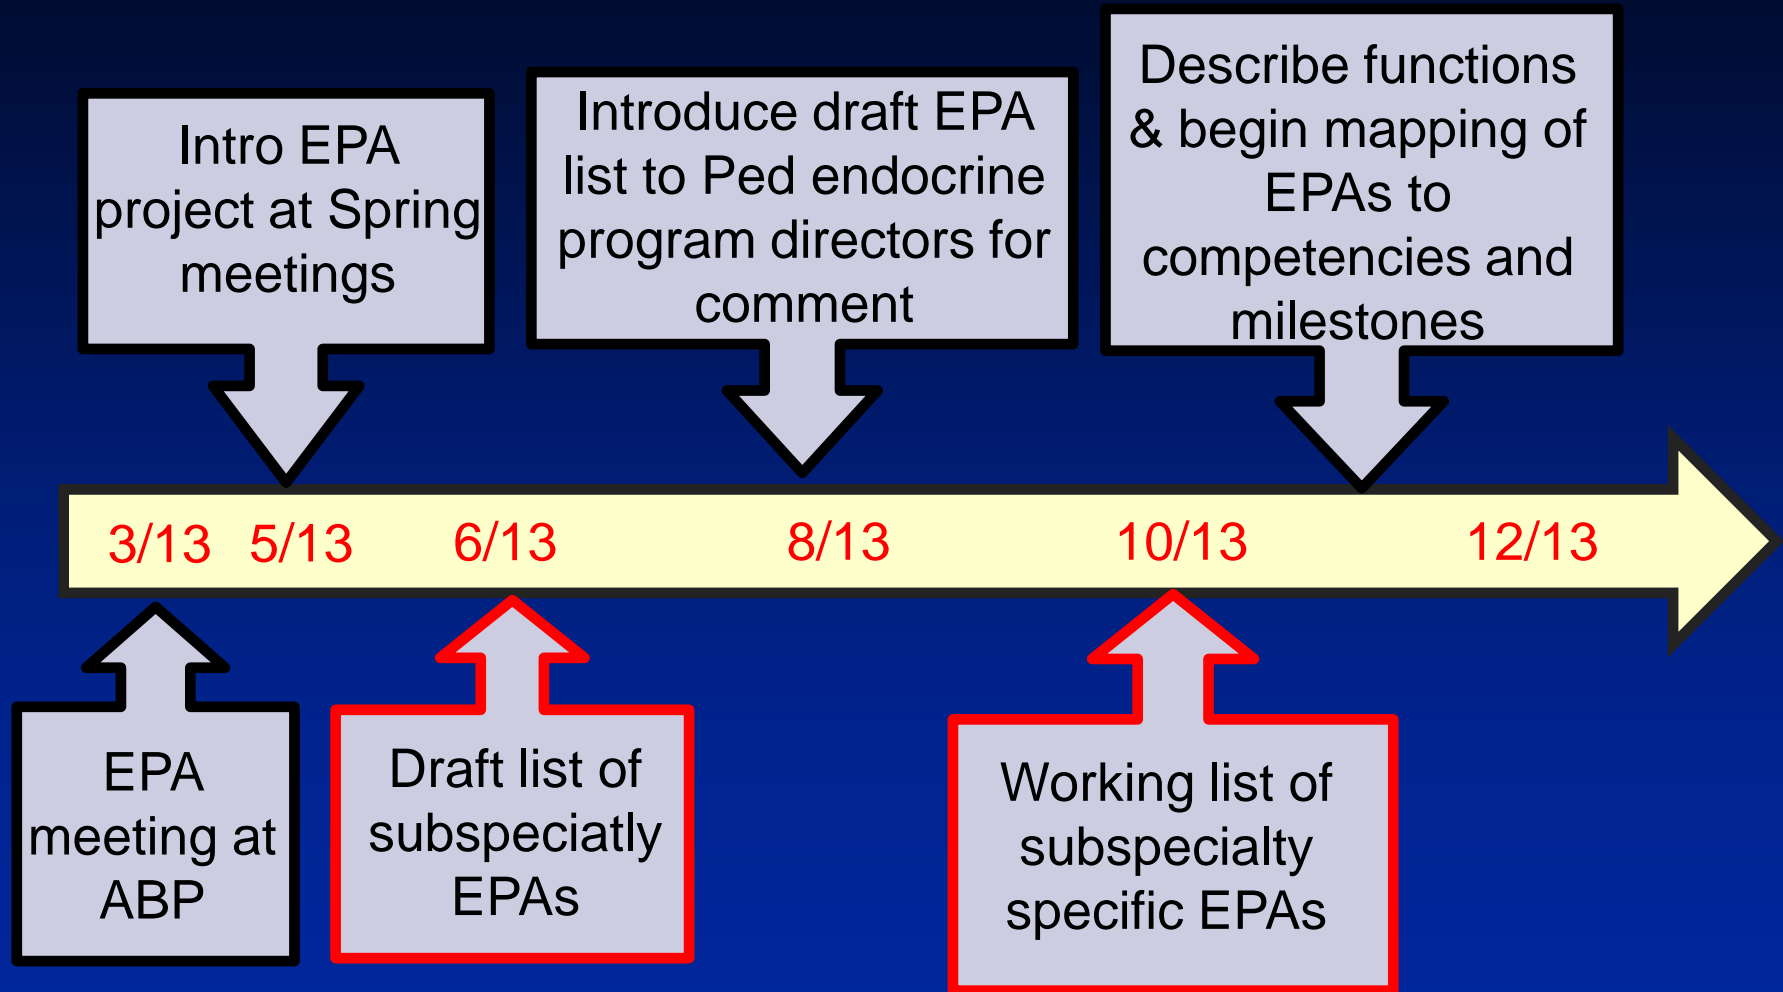 Intro EPA
project at Spring
meetings
Introduce draft EPA
list to Ped endocrine
program directors for
comment
Describe functions
& begin mapping of
EPAs to
competencies and
milestones
3/13 5/13 6/13 8/13 10/13 12/13
EPA
meeting at
ABP
Draft list of
subspeciatly
EPAs
Working list of
subspecialty
specific EPAs